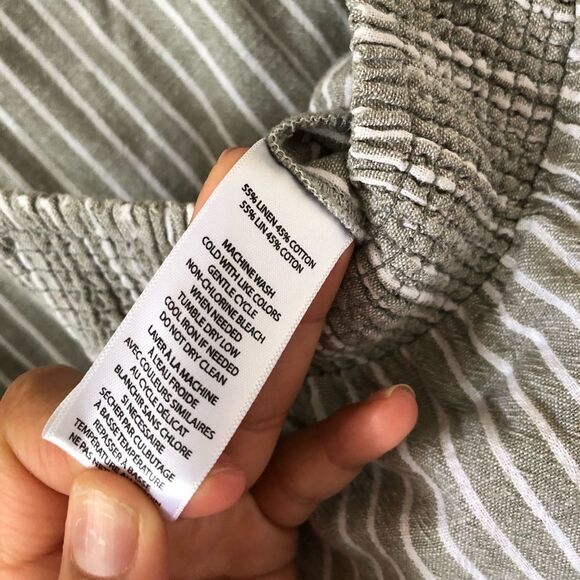 55% LINEN 45% COTTON
55% LIN 45% COTON
MACHINE WASH
COLD WITH LIKE COLORS
GENTLE CYCLE
NON-CHLORINE BLEACH
WHEN NEEDED
TUMBLE DRY LOW
COOL IRON IF NEEDED
DO NOT DRY CLEAN
LAVER À LA MACHINE
À L'EAU FROIDE
AVEC COULEURS SIMILAIRES
AU CYCLE DÉLICAT
BLANCHIR SANS CHLORE
SI NÉCESSAIRE
SÉCHER PAR CULBUTAGE
À BASSE TEMPÉRATURE
REPASSER À BASSE
TEMPÉRATURE
NE PAS